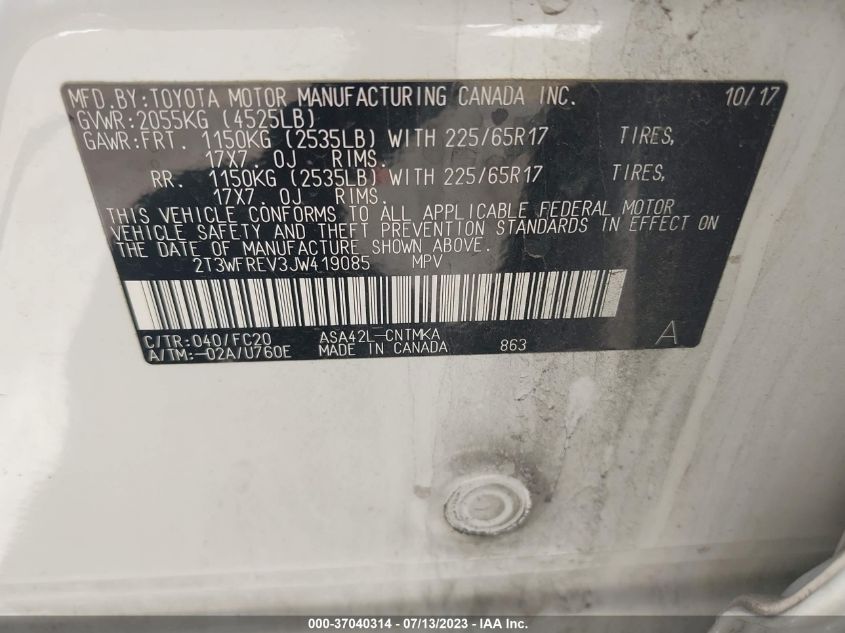 MFD.BY:TOYOTA MOTOR MANUFACTURING CANADA INC. 10/17
GVWR:2055KG (4525LB)
GAWR:FRT. 1150KG (2535LB) WITH 225/65R17 TIRES,
17X7.0J RIMS.
RR. 1150KG (2535LB) WITH 225/65R17 TIRES,
17X7.0J RIMS.
THIS VEHICLE CONFORMS TO ALL APPLICABLE FEDERAL MOTOR
VEHICLE SAFETY AND THEFT PREVENTION STANDARDS IN EFFECT ON
THE DATE OF MANUFACTURE SHOWN ABOVE.
2T3WFREV3JW419085 MPV
C/TR:040/FC20 ASA42L-CNTMKA
A/TM:-02A/U760E MADE IN CANADA 863 A
000-37040314 - 07/13/2023 - IAA Inc.